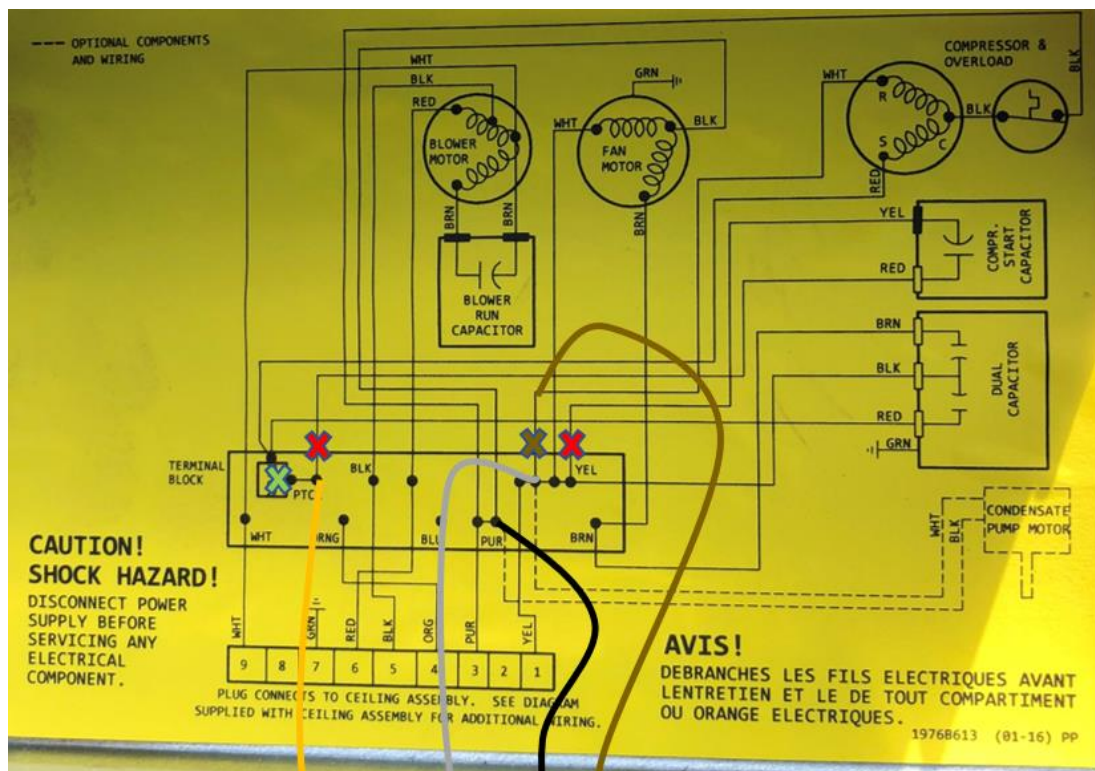 ---- OPTIONAL COMPONENTS
AND WIRING
WHT
BLK
RED
BLOWER
MOTOR
BRN
BRN
BLOWER
RUN
CAPACITOR
GRN
WHT
BLK
FAN
MOTOR
BRN
COMPRESSOR &
OVERLOAD
WHT
R
BLK
BLK
S
C
RED
YEL
RED
COMPR.
START
CAPACITOR
BRN
BLK
RED
GRN
DUAL
CAPACITOR
TERMINAL
BLOCK
PTC
BLK
YEL
WHT
BRN
PUR
WHT
BLK
CONDENSATE
PUMP MOTOR
CAUTION!
SHOCK HAZARD!
DISCONNECT POWER
SUPPLY BEFORE
SERVICING ANY
ELECTRICAL
COMPONENT.
WHT
GRN
RED
BLK
ORG
PUR
YEL
9 8 7 6 5 4 3 2 1
PLUG CONNECTS TO CEILING ASSEMBLY. SEE DIAGRAM
SUPPLIED WITH CEILING ASSEMBLY FOR ADDITIONAL WIRING.
AVIS!
DEBRANCHES LES FILS ELECTRIQUES AVANT
LENTRETIEN ET LE DE TOUT COMPARTIMENT
OU ORANGE ELECTRIQUES.
1976B613 (01-16) PP